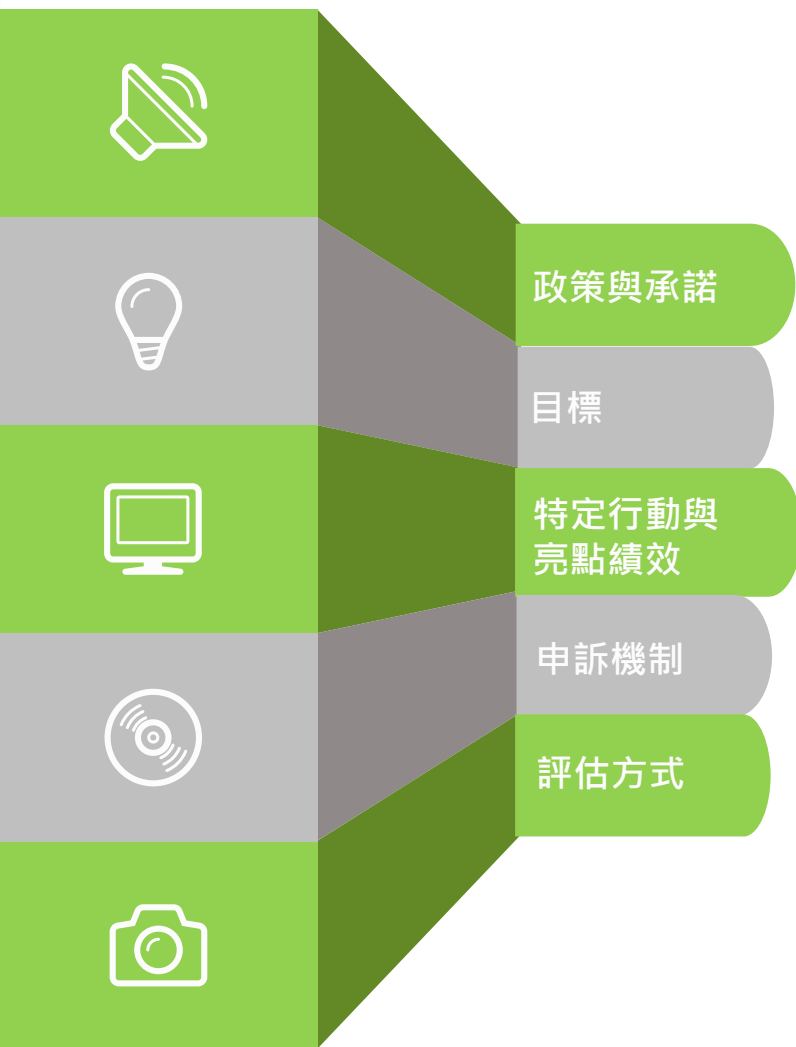 政策與承諾
目標
特定行動與
亮點績效
申訴機制
評估方式